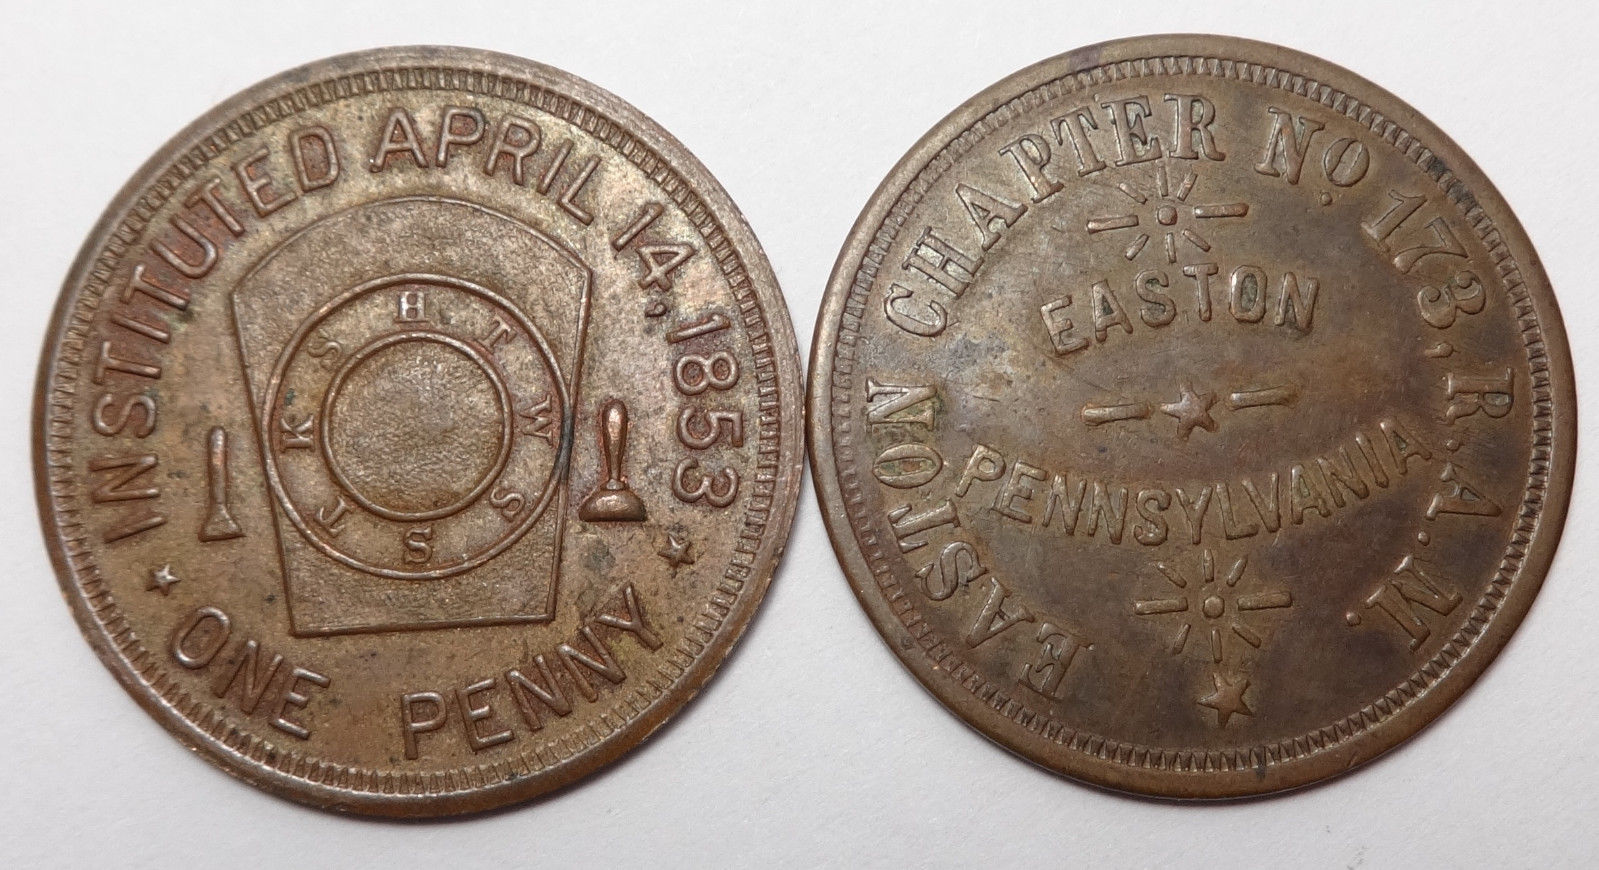 INSTITUTED APRIL 14, 1853
H T W S S T K S
ONE PENNY
EASTON CHAPTER No. 173, R.A.M.
EASTON
PENNSYLVANIA